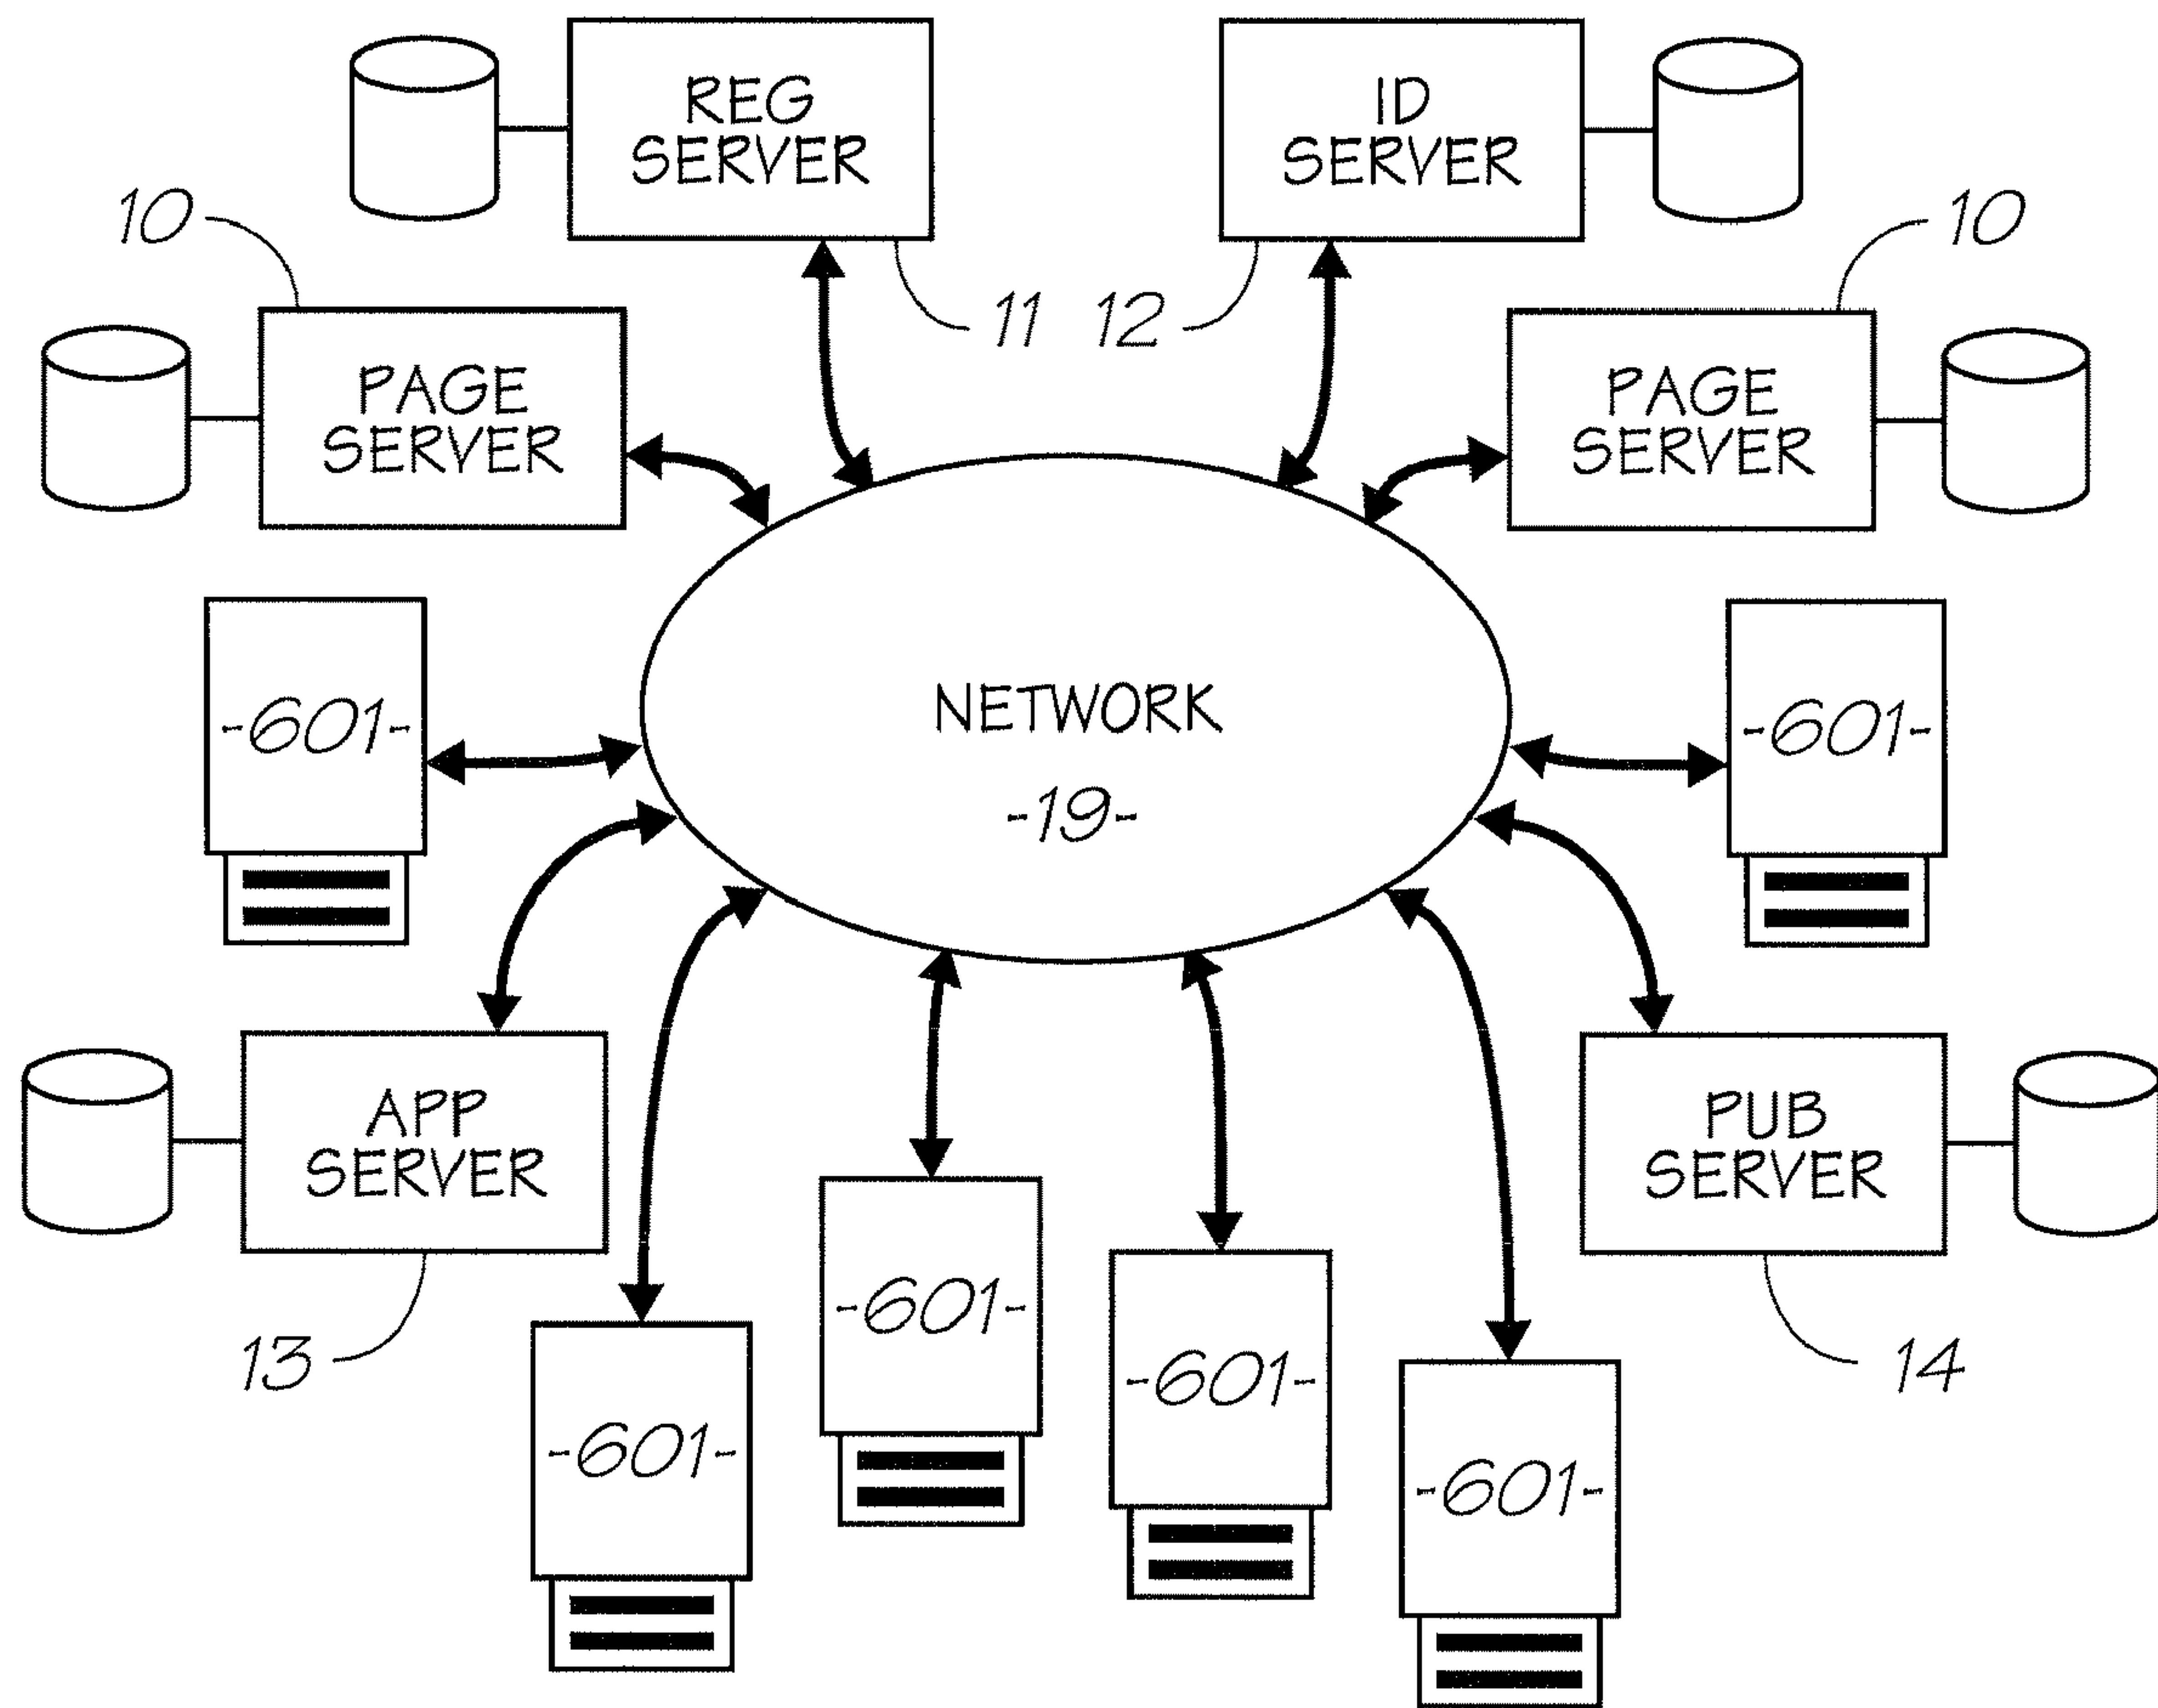 REG
SERVER
ID
SERVER
10
10
11
12
PAGE
SERVER
PAGE
SERVER
-601-
NETWORK
-19-
-601-
APP
SERVER
PUB
SERVER
13
-601-
-601-
-601-
-601-
14